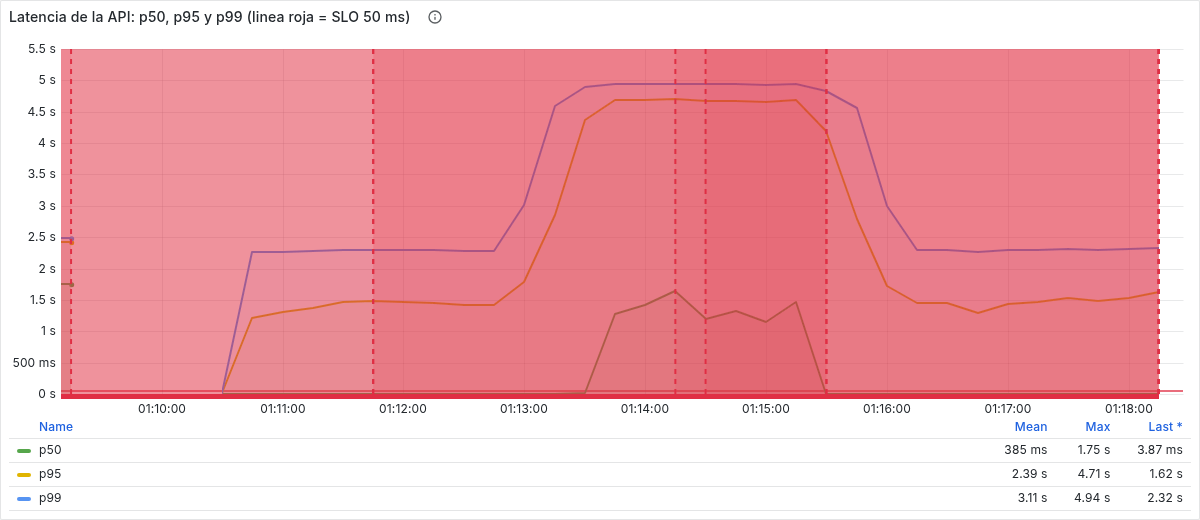 Latencia de la API: p50, p95 y p99 (linea roja = SLO 50 ms)
5.5 s
5 s
4.5 s
4 s
3.5 s
3 s
2.5 s
2 s
1.5 s
1 s
500 ms
0 s
01:10:00 01:11:00 01:12:00 01:13:00 01:14:00 01:15:00 01:16:00 01:17:00 01:18:00
Name Mean Max Last *
p50 385 ms 1.75 s 3.87 ms
p95 2.39 s 4.71 s 1.62 s
p99 3.11 s 4.94 s 2.32 s